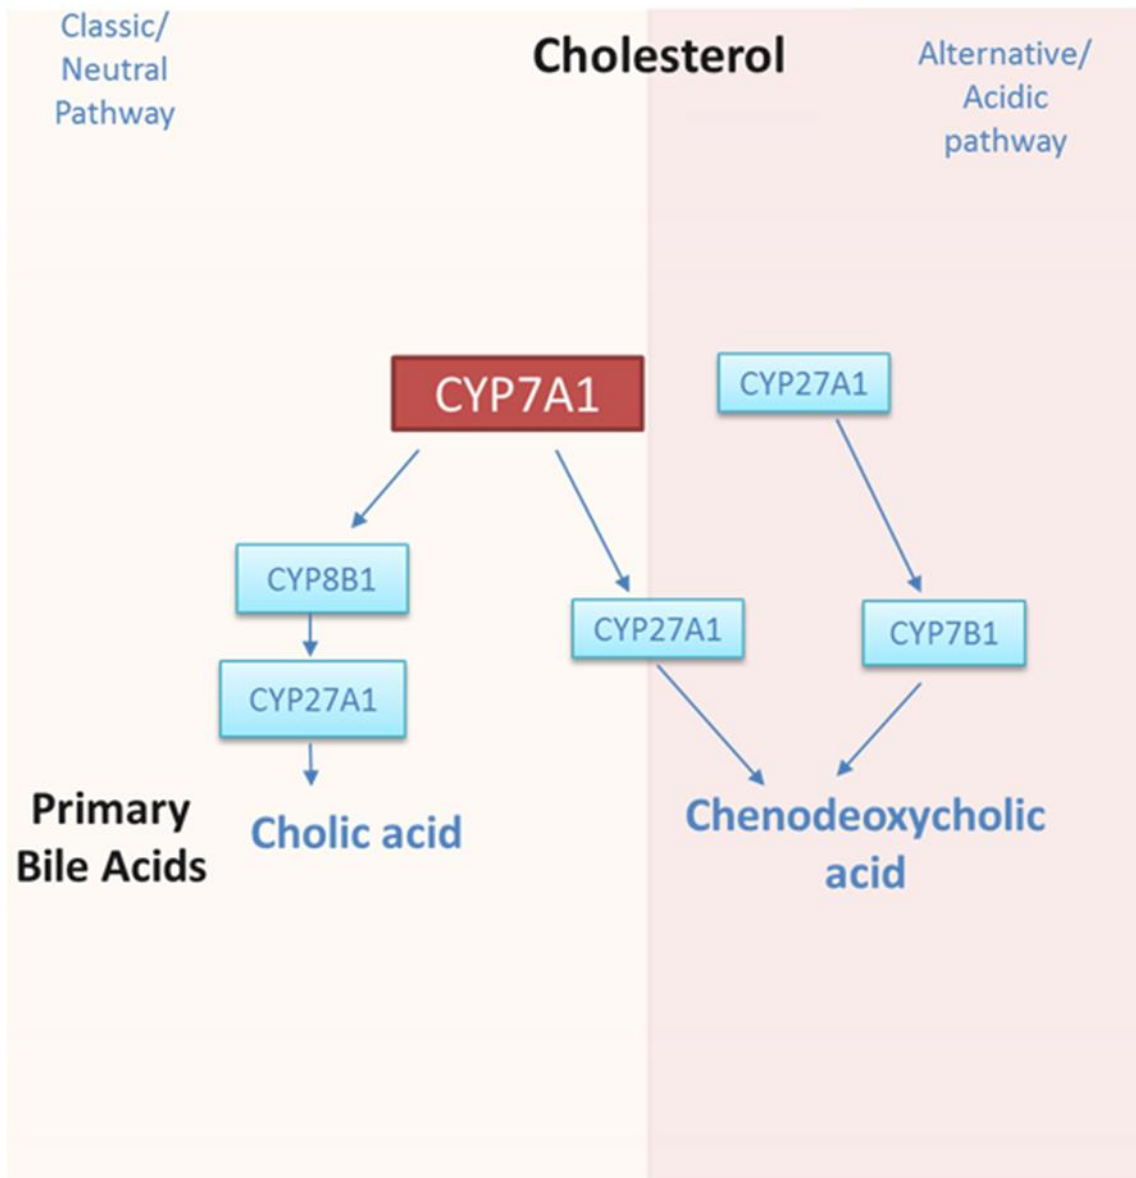 Classic/
Neutral
Pathway
Cholesterol
Alternative/
Acidic
pathway
CYP7A1
CYP27A1
CYP8B1
CYP27A1
CYP7B1
CYP27A1
Primary
Bile Acids
Cholic acid
Chenodeoxycholic
acid